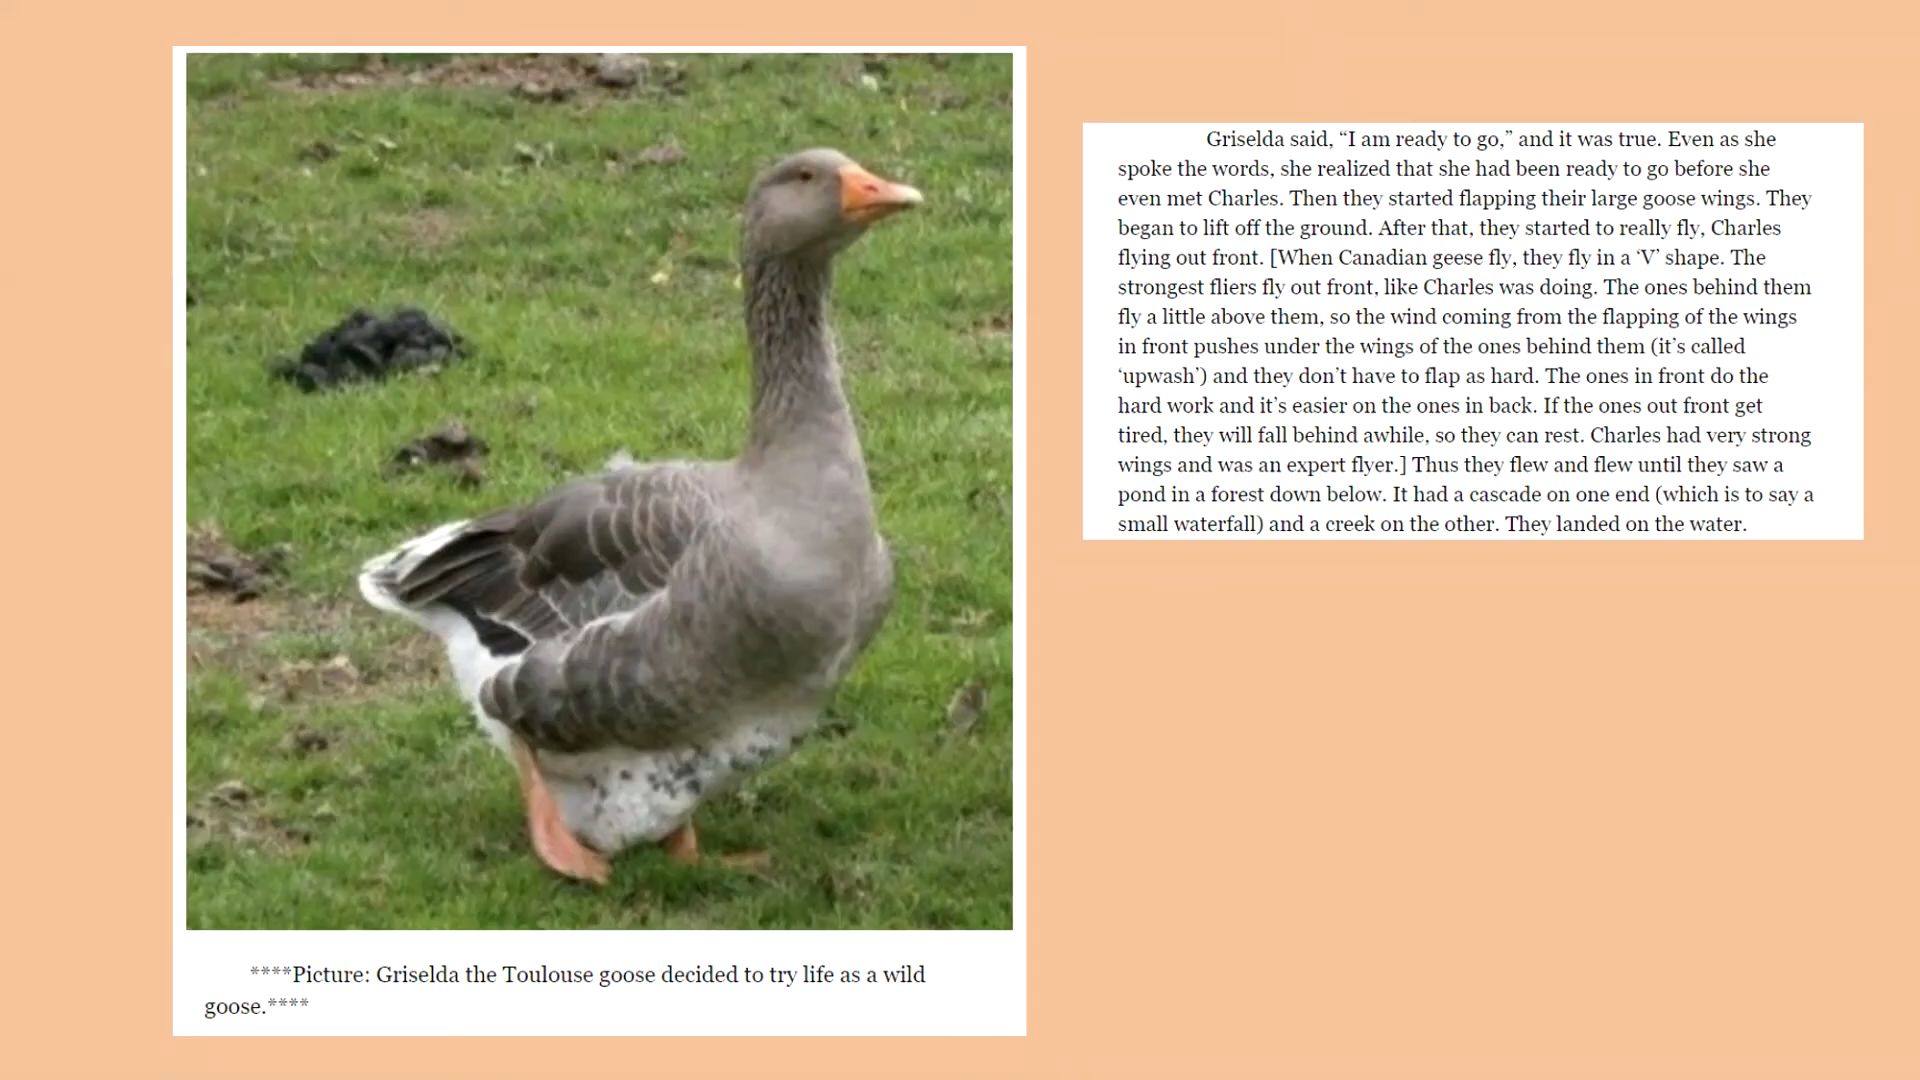 ****Picture: Griselda the Toulouse goose decided to try life as a wild
goose.****
Griselda said, “I am ready to go,” and it was true. Even as she
spoke the words, she realized that she had been ready to go before she
even met Charles. Then they started flapping their large goose wings. They
began to lift off the ground. After that, they started to really fly, Charles
flying out front. [When Canadian geese fly, they fly in a ‘V’ shape. The
strongest fliers fly out front, like Charles was doing. The ones behind them
fly a little above them, so the wind coming from the flapping of the wings
in front pushes under the wings of the ones behind them (it’s called
‘upwash’) and they don’t have to flap as hard. The ones in front do the
hard work and it’s easier on the ones in back. If the ones out front get
tired, they will fall behind awhile, so they can rest. Charles had very strong
wings and was an expert flyer.] Thus they flew and flew until they saw a
pond in a forest down below. It had a cascade on one end (which is to say a
small waterfall) and a creek on the other. They landed on the water.